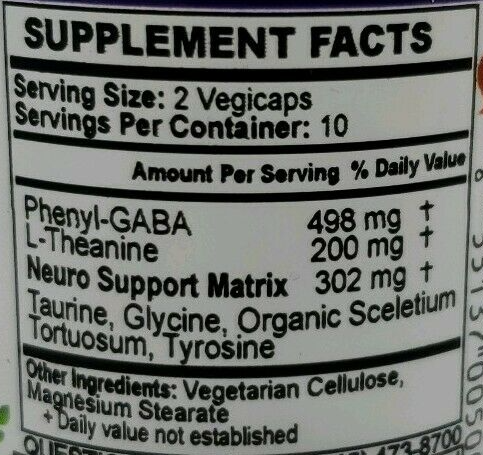 SUPPLEMENT FACTS
Serving Size: 2 Vegicaps
Servings Per Container: 10
Amount Per Serving % Daily Value
Phenyl-GABA 498 mg †
L-Theanine 200 mg †
Neuro Support Matrix 302 mg †
Taurine, Glycine, Organic Sceletium
Tortuosum, Tyrosine
Other Ingredients: Vegetarian Cellulose,
Magnesium Stearate
+ Daily value not established
473-8700